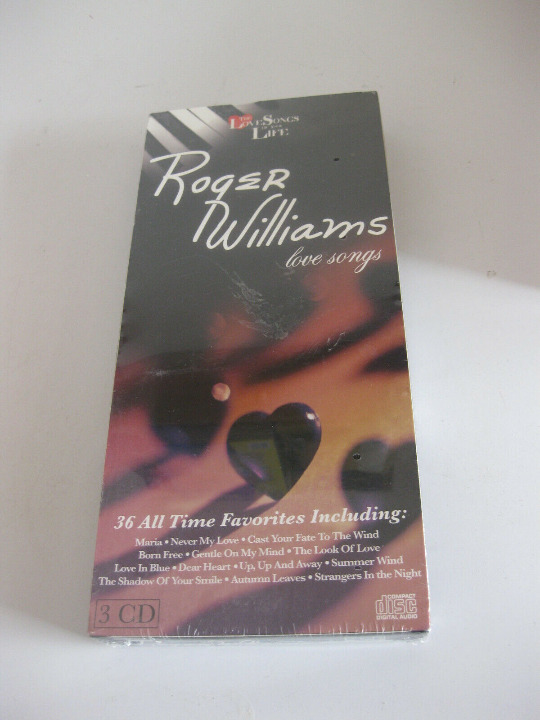 THE
LOVE SONGS
OF YOUR
LIFE
Roger
Williams
love songs
36 All Time Favorites Including:
Maria • Never My Love • Cast Your Fate To The Wind
Born Free • Gentle On My Mind • The Look Of Love
Love In Blue • Dear Heart • Up, Up And Away • Summer Wind
The Shadow Of Your Smile • Autumn Leaves • Strangers In the Night
3 CD
COMPACT
DISC
DIGITAL AUDIO